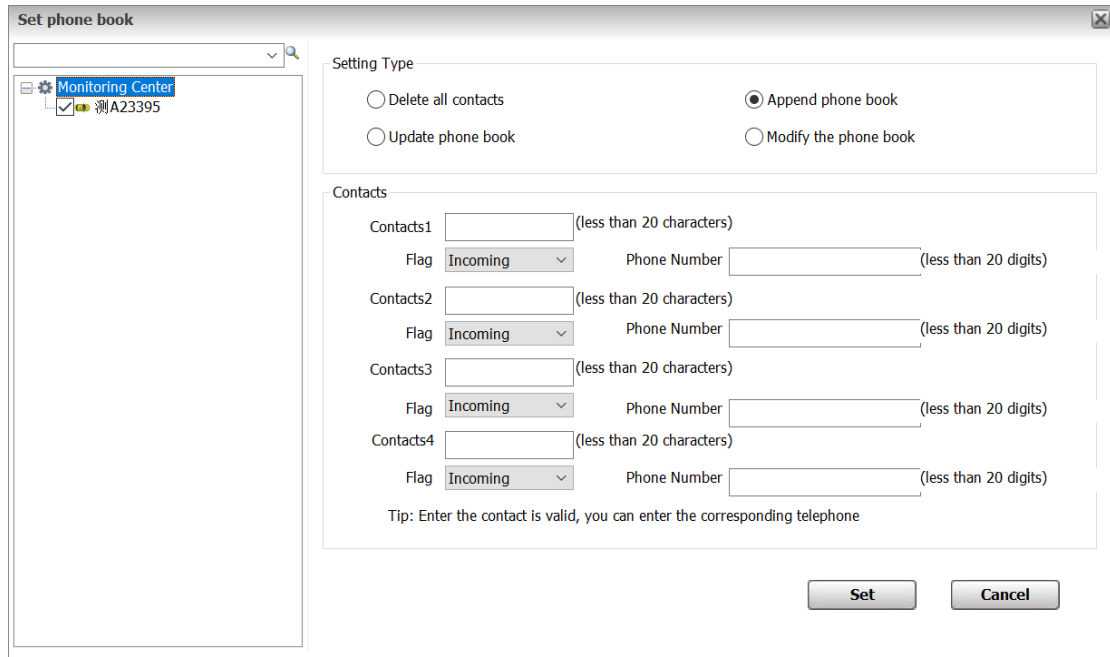 Set phone book
Monitoring Center
测A23395
Setting Type
Delete all contacts
Append phone book
Update phone book
Modify the phone book
Contacts
Contacts1 (less than 20 characters)
Flag Incoming Phone Number (less than 20 digits)
Contacts2 (less than 20 characters)
Flag Incoming Phone Number (less than 20 digits)
Contacts3 (less than 20 characters)
Flag Incoming Phone Number (less than 20 digits)
Contacts4 (less than 20 characters)
Flag Incoming Phone Number (less than 20 digits)
Tip: Enter the contact is valid, you can enter the corresponding telephone
Set Cancel